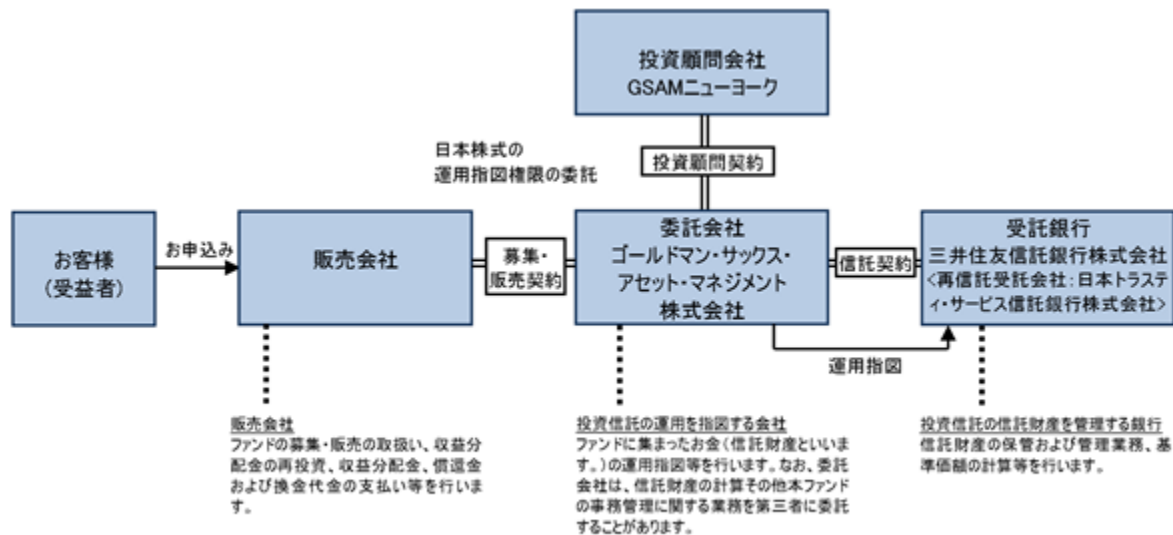 投資顧問会社
GSAMニューヨーク
日本株式の
運用指図権限の委託
投資顧問契約
お客様
(受益者)
お申込み
販売会社
募集・
販売契約
委託会社
ゴールドマン・サックス・
アセット・マネジメント
株式会社
信託契約
受託銀行
三井住友信託銀行株式会社
<再信託受託会社:日本トラスティ
・サービス信託銀行株式会社>
運用指図
販売会社
ファンドの募集・販売の取扱い、収益分
配金の再投資、収益分配金、償還金
および換金代金の支払い等を行いま
す。
投資信託の運用を指図する会社
ファンドに集まったお金(信託財産といいま
す。)の運用指図等を行います。なお、委託
会社は、信託財産の計算その他本ファンド
の事務管理に関する業務を第三者に委託
することがあります。
投資信託の信託財産を管理する銀行
信託財産の保管および管理業務、基
準価額の計算等を行います。